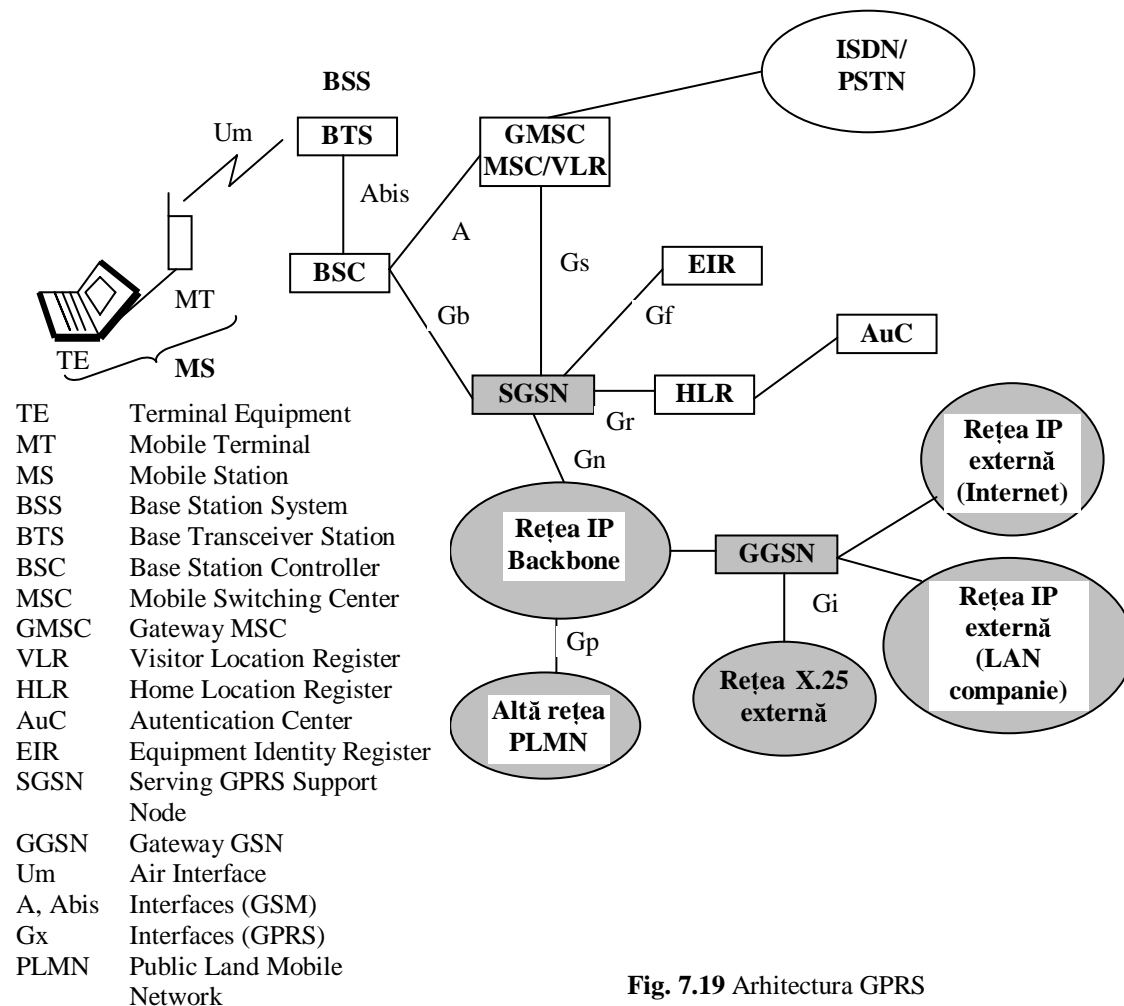 ISDN/
PSTN
BSS
Um
BTS
GMSC
MSC/VLR
Abis
A
BSC
Gs
EIR
MT
Gb
Gf
AuC
TE
MS
SGSN
HLR
Gr
Gn
Rețea IP
externă
(Internet)
Rețea IP
Backbone
GGSN
Gi
Rețea IP
externă
(LAN
companie)
Gp
Rețea X.25
externă
Altă rețea
PLMN
TE Terminal Equipment
MT Mobile Terminal
MS Mobile Station
BSS Base Station System
BTS Base Transceiver Station
BSC Base Station Controller
MSC Mobile Switching Center
GMSC Gateway MSC
VLR Visitor Location Register
HLR Home Location Register
AuC Autentication Center
EIR Equipment Identity Register
SGSN Serving GPRS Support
Node
GGSN Gateway GSN
Um Air Interface
A, Abis Interfaces (GSM)
Gx Interfaces (GPRS)
PLMN Public Land Mobile
Network
Fig. 7.19 Arhitectura GPRS